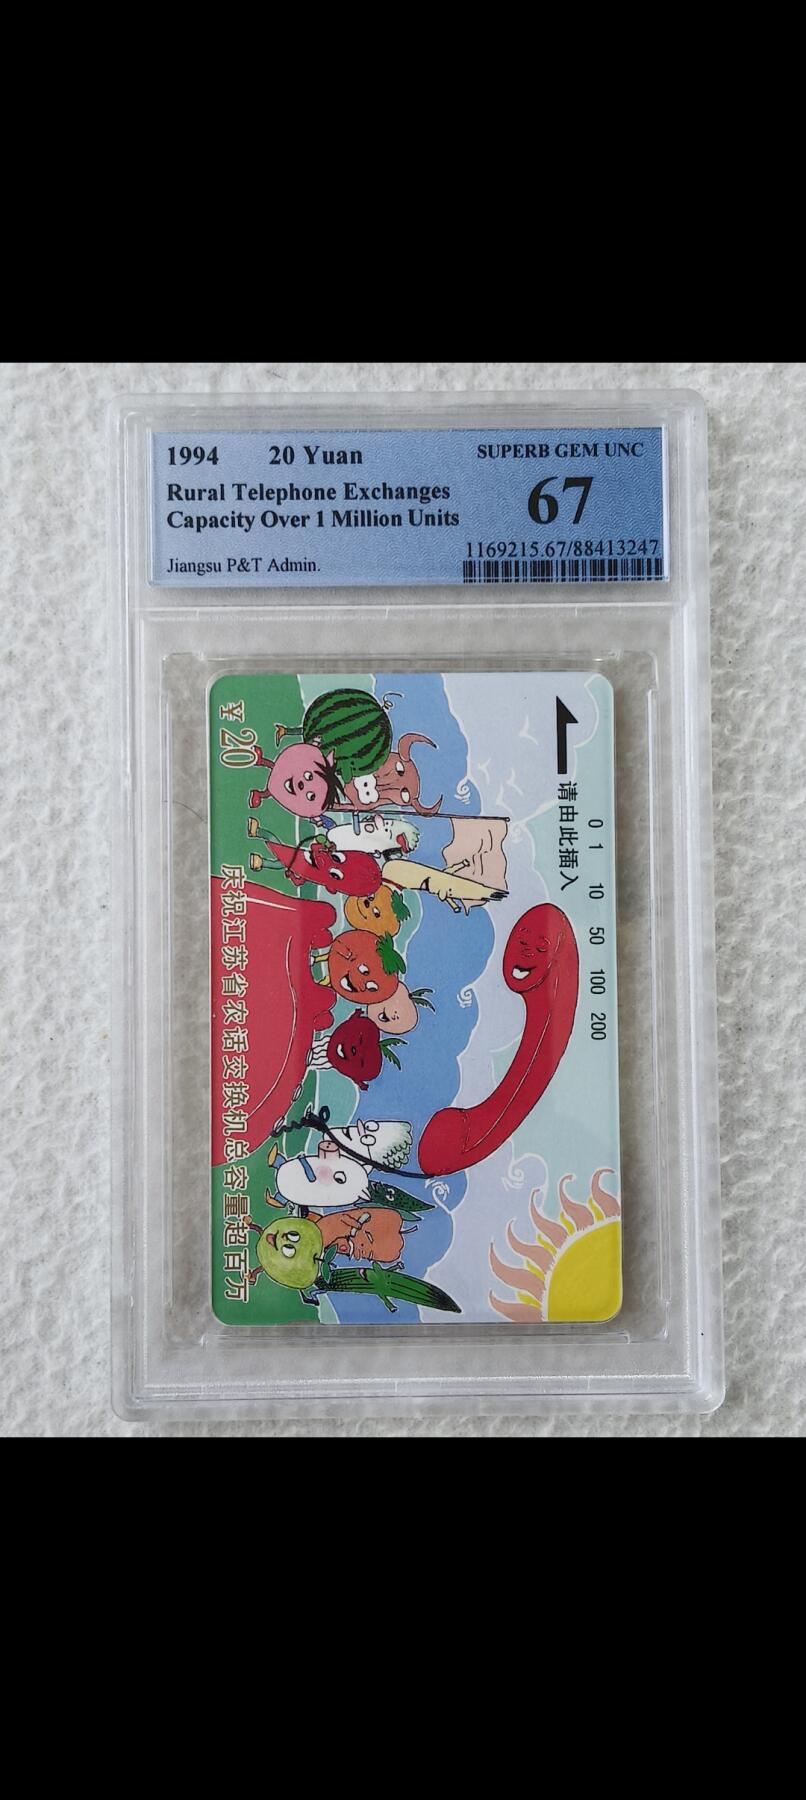 1994 20 Yuan
SUPERB GEM UNC
Rural Telephone Exchanges
Capacity Over 1 Million Units
67
Jiangsu P&T Admin.
1169215.67/88413247
请由此插入
0 1 10 50 100 200
¥20
庆祝江苏省农话交换机总容量超百万